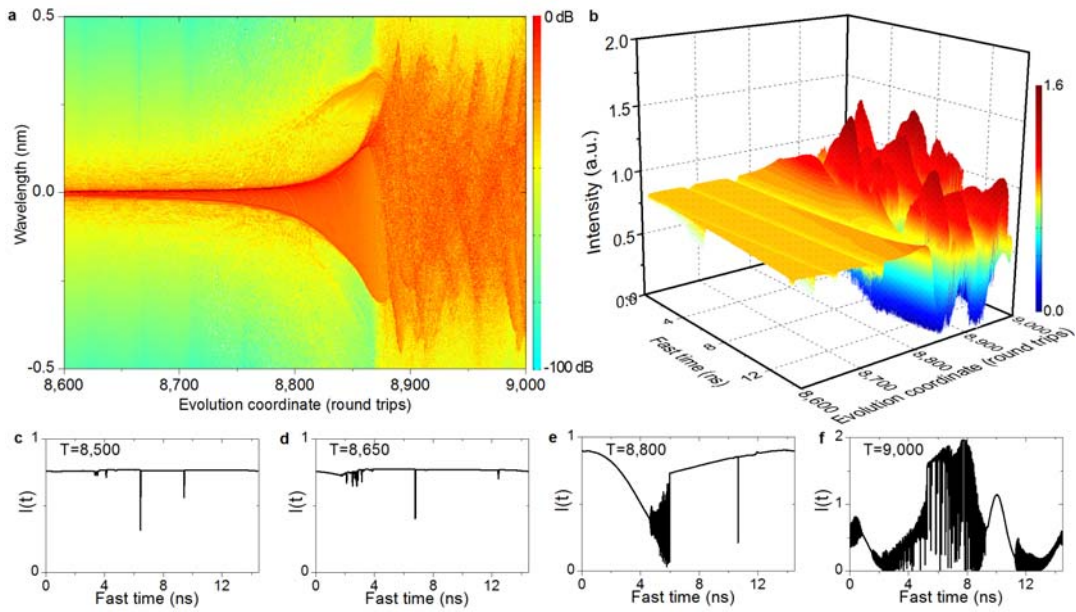 a
0.5
0.0
-0.5
Wavelength (nm)
8,600
8,700
8,800
8,900
9,000
Evolution coordinate (round trips)
0 dB
-100 dB
b
2.0
1.5
1.0
0.5
Intensity (a.u.)
4
8
12
Fast time (ns)
8,600
8,700
8,800
8,900
9,000
Evolution coordinate (round trips)
1.6
0.0
c
T=8,500
1
0
I(t)
0 4 8 12
Fast time (ns)
d
T=8,650
1
0
I(t)
0 4 8 12
Fast time (ns)
e
T=8,800
1
0
I(t)
0 4 8 12
Fast time (ns)
f
T=9,000
2
1
0
I(t)
0 4 8 12
Fast time (ns)